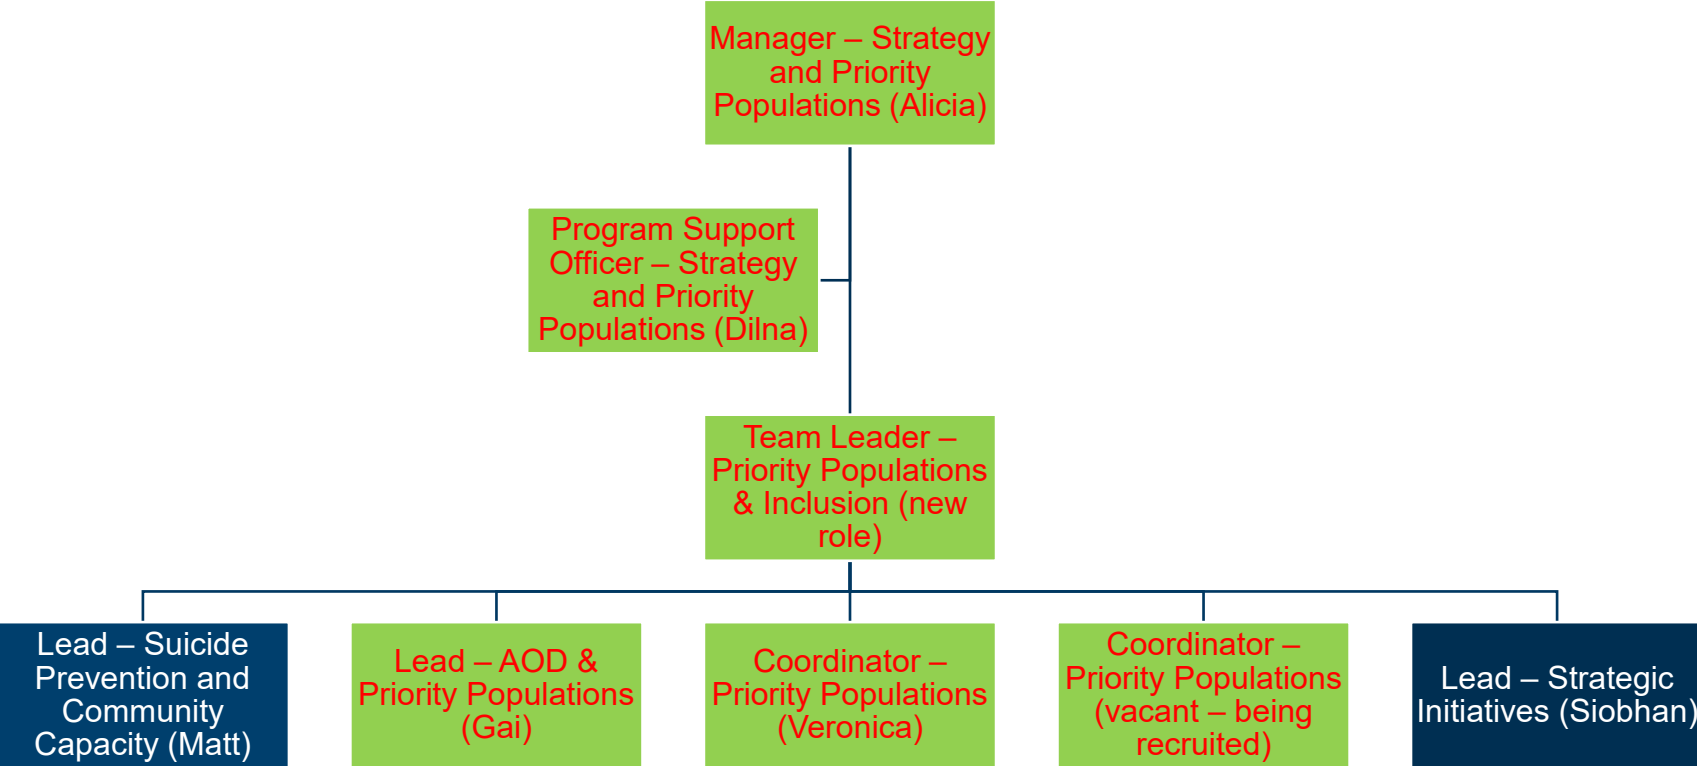 Manager – Strategy
and Priority
Populations (Alicia)
Program Support
Officer – Strategy
and Priority
Populations (Dilna)
Team Leader –
Priority Populations
& Inclusion (new
role)
Lead – Suicide
Prevention and
Community
Capacity (Matt)
Lead – AOD &
Priority Populations
(Gai)
Coordinator –
Priority Populations
(Veronica)
Coordinator –
Priority Populations
(vacant – being
recruited)
Lead – Strategic
Initiatives (Siobhan)